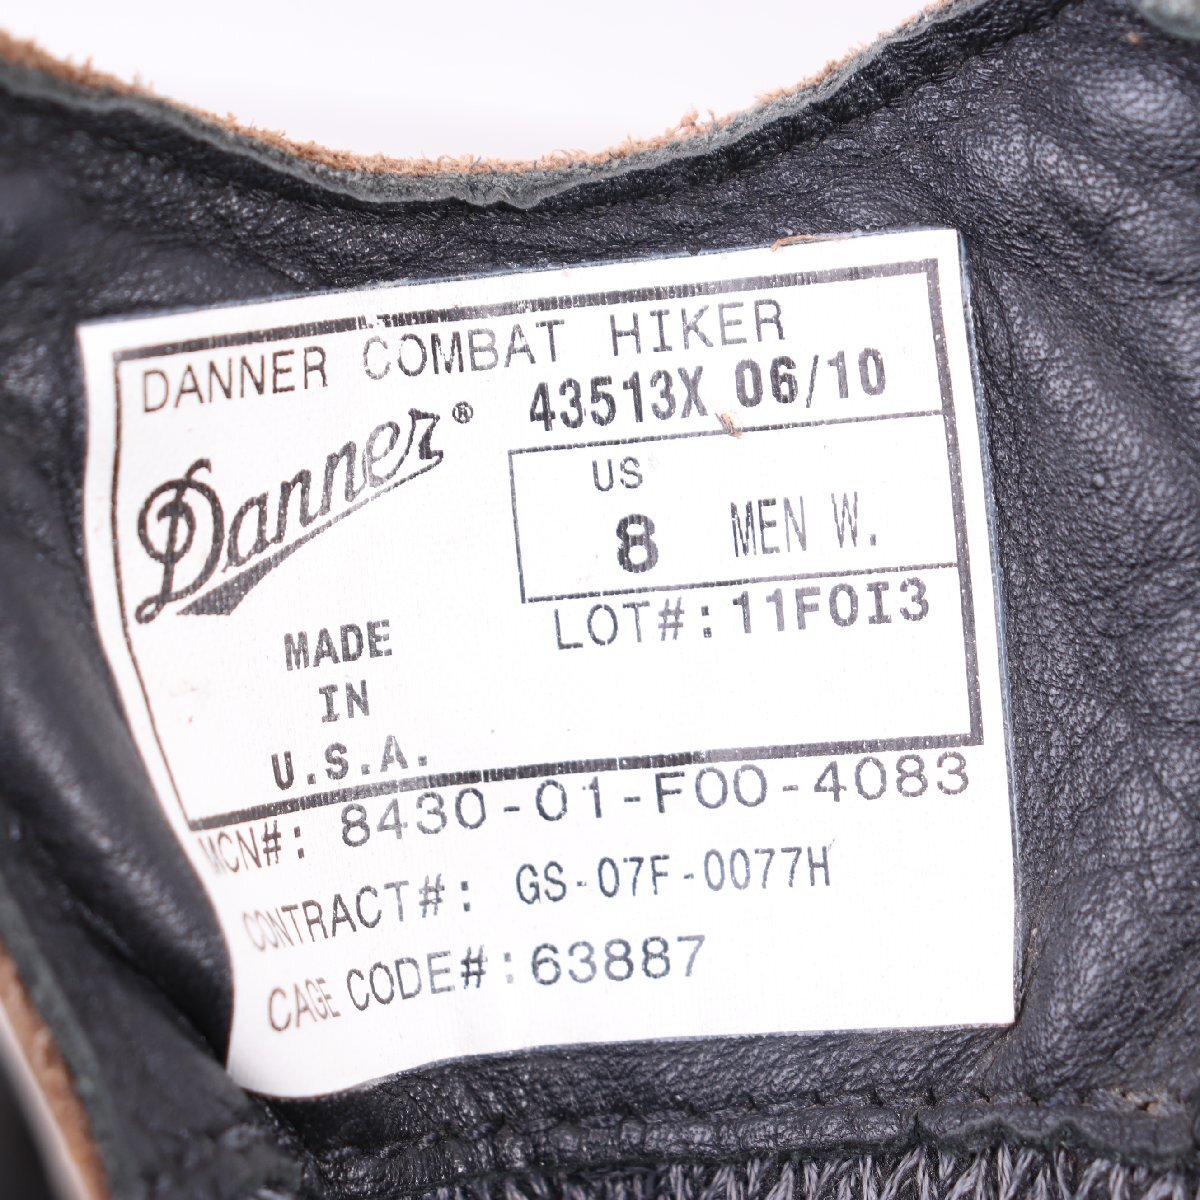 DANNER COMBAT HIKER
43513X 06/10
Danner®
US
8 MEN W.
LOT#: 11F0I3
MADE
IN
U.S.A.
MCN#: 8430-01-F00-4083
CONTRACT#: GS-07F-0077H
CAGE CODE#: 63887